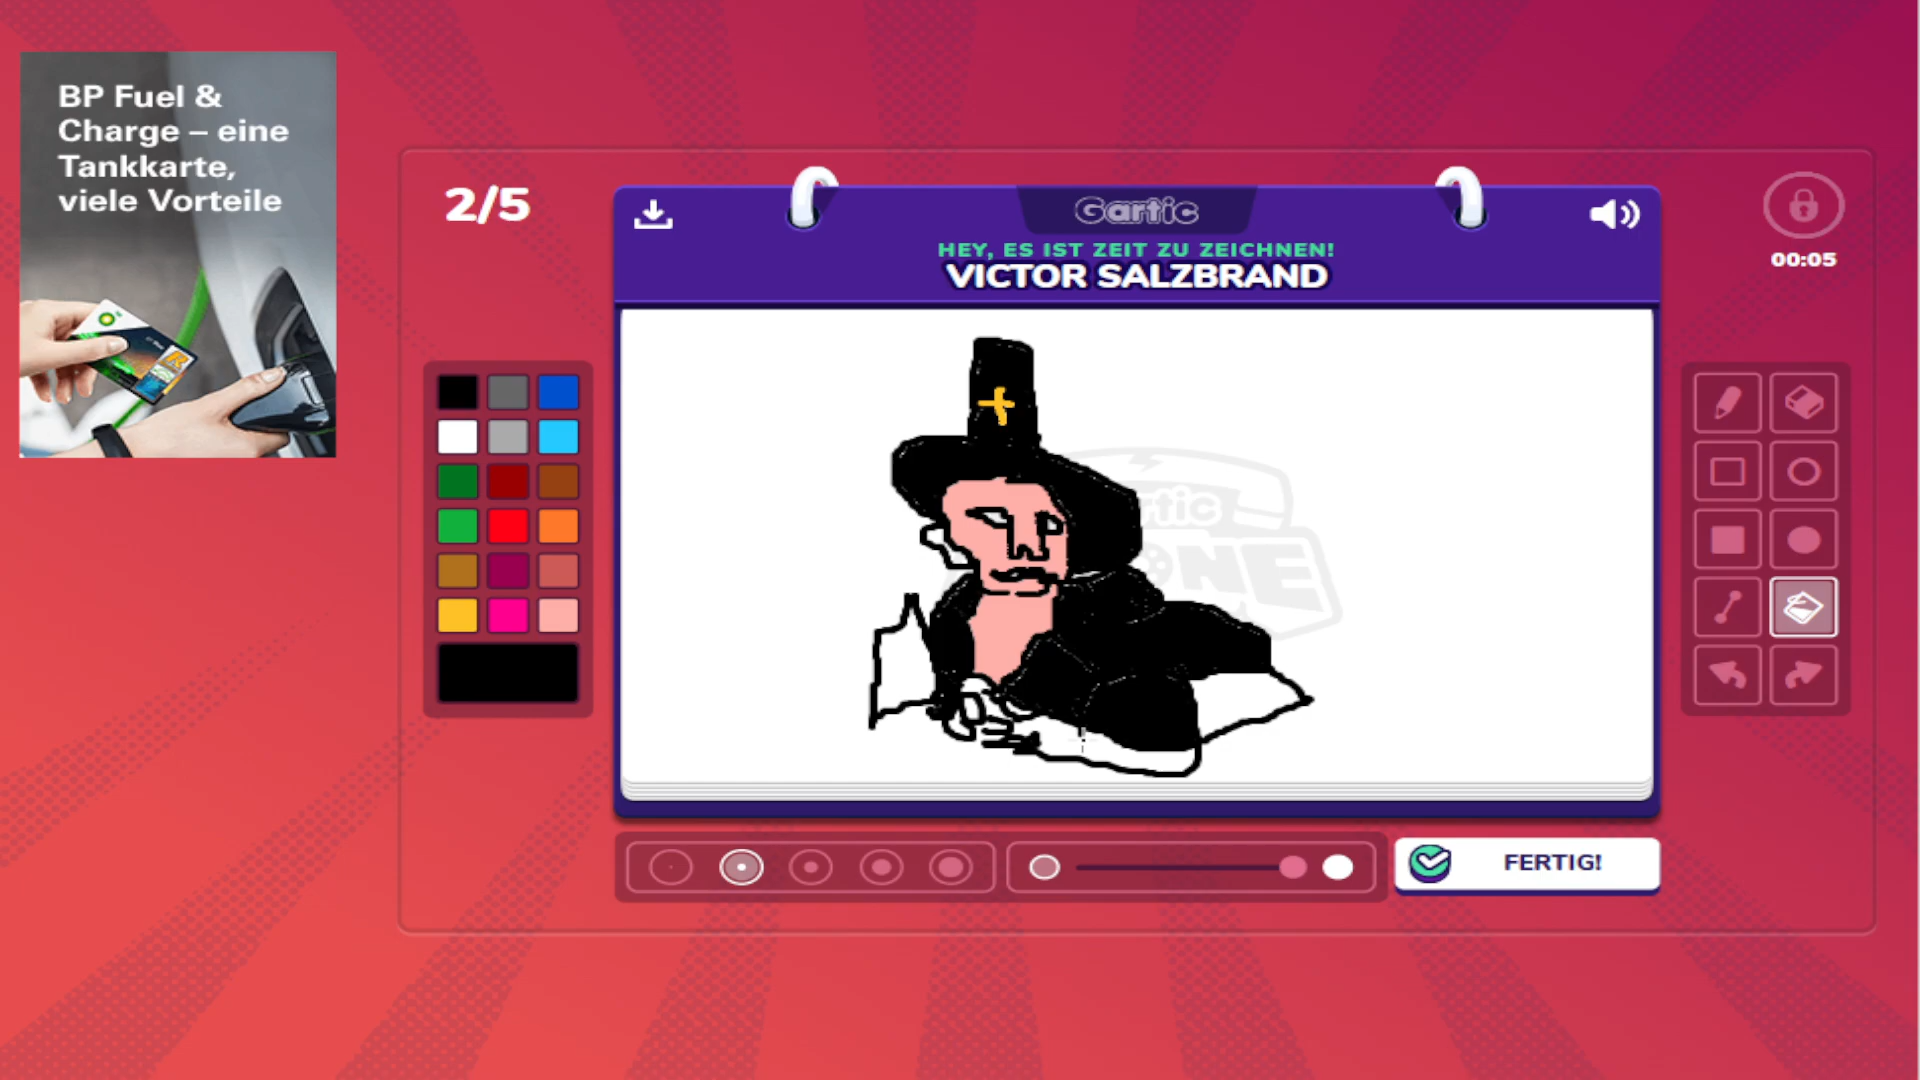 BP Fuel &
Charge – eine
Tankkarte,
viele Vorteile
2/5
Gartic
HEY, ES IST ZEIT ZU ZEICHNEN!
VICTOR SALZBRAND
00:05
FERTIG!